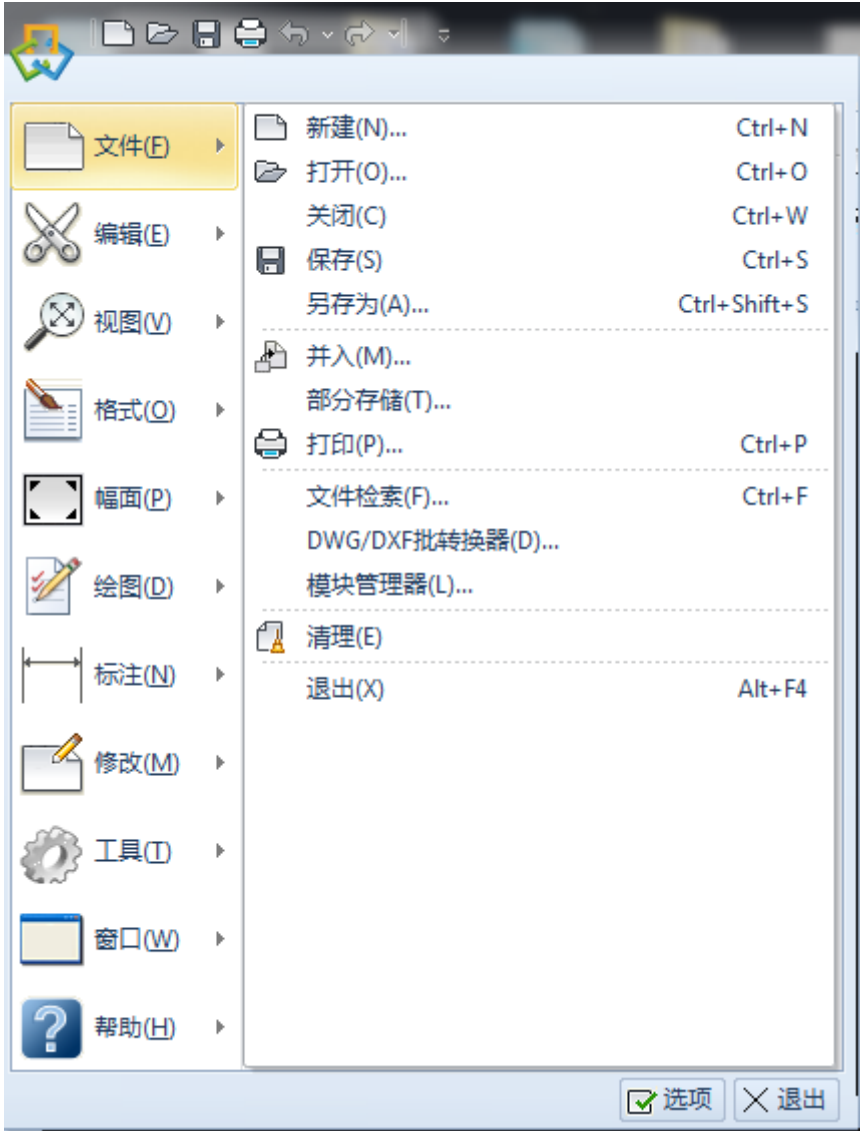 文件(F)
编辑(E)
视图(V)
格式(O)
幅面(P)
绘图(D)
标注(N)
修改(M)
工具(T)
窗口(W)
帮助(H)
新建(N)... Ctrl+N
打开(O)... Ctrl+O
关闭(C) Ctrl+W
保存(S) Ctrl+S
另存为(A)... Ctrl+Shift+S
并入(M)...
部分存储(T)...
打印(P)... Ctrl+P
文件检索(F)... Ctrl+F
DWG/DXF批转换器(D)...
模块管理器(L)...
清理(E)
退出(X) Alt+F4
选项 退出